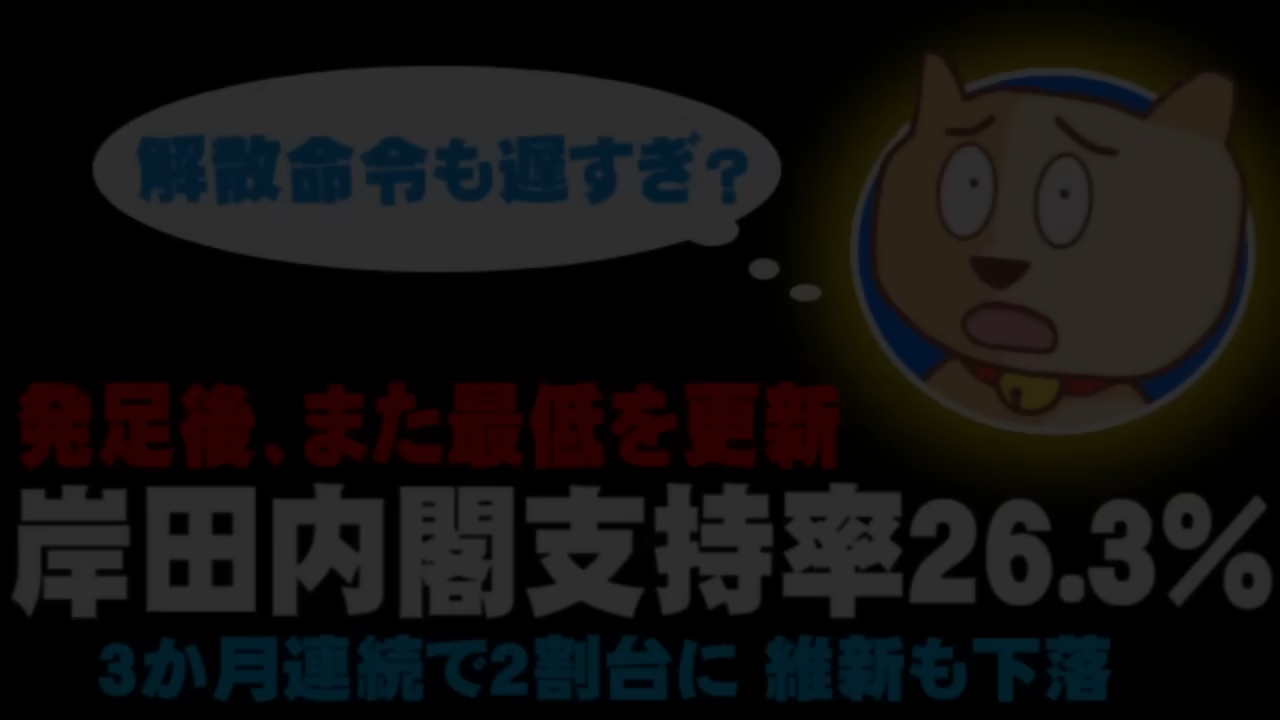 解散命令も遅すぎ?
発足後、また最低を更新
岸田内閣支持率26.3%
3か月連続で2割台に 維新も下落